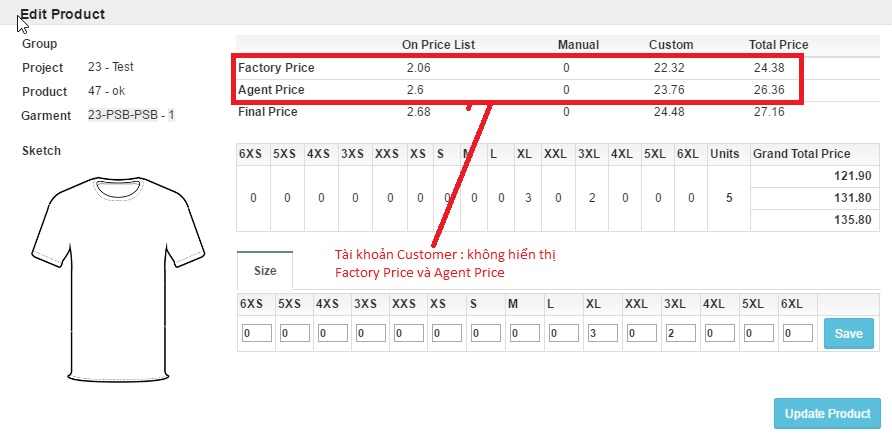 Edit Product
Group
Project 23 - Test
Product 47 - ok
Garment 23-PSB-PSB - 1
Sketch
On Price List Manual Custom Total Price
Factory Price 2.06 0 22.32 24.38
Agent Price 2.6 0 23.76 26.36
Final Price 2.68 0 24.48 27.16
6XS 5XS 4XS 3XS XXS XS S M L XL XXL 3XL 4XL 5XL 6XL Units Grand Total Price
121.90
0 0 0 0 0 0 0 0 0 3 0 2 0 0 0 5 131.80
135.80
Tài khoản Customer : không hiển thị
Factory Price và Agent Price
Size
6XS 5XS 4XS 3XS XXS XS S M L XL XXL 3XL 4XL 5XL 6XL
0 0 0 0 0 0 0 0 0 3 0 2 0 0 0 Save
Update Product